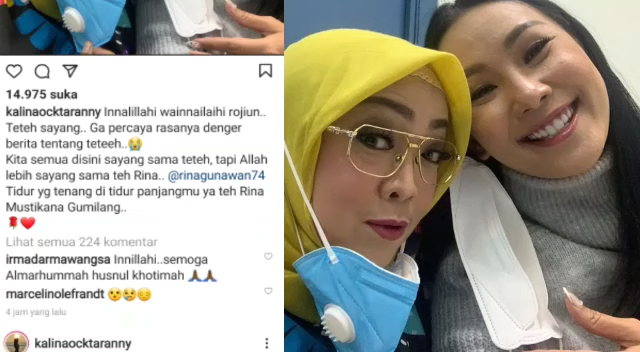 14.975 suka
kalinaocktaranny Innalillahi wainnailaihi rojiun..
Teteh sayang.. Ga percaya rasanya denger
berita tentang teteeh..😭
Kita semua disini sayang sama teteh, tapi Allah
lebih sayang sama teh Rina.. @rinagunawan74
Tidur yg tenang di tidur panjangmu ya teh Rina
Mustikana Gumilang..
🌹❤️
Lihat semua 224 komentar
irmadarmawangsa Innillahi..semoga
Almarhummah husnul khotimah 🙏🏾🙏🏾
marcelinolefrandt 😯😢😔
4 jam yang lalu
kalinaocktaranny